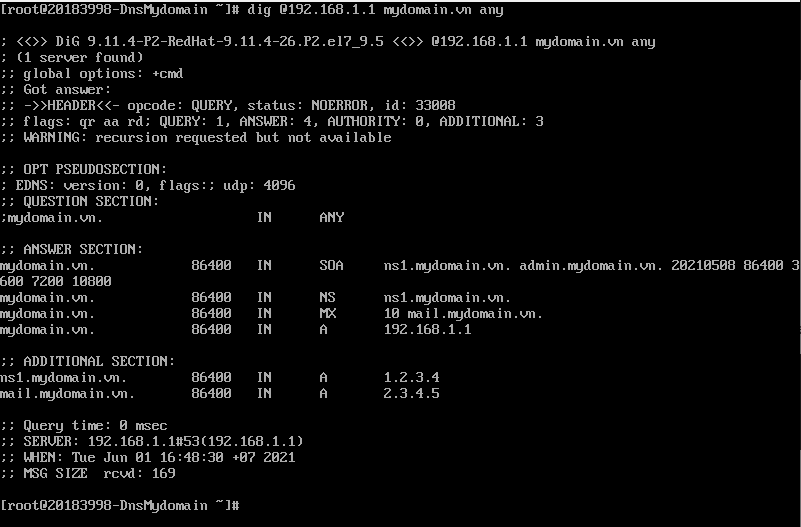 [root@20183998-DnsMydomain ~]# dig @192.168.1.1 mydomain.vn any
; <<>> DiG 9.11.4-P2-RedHat-9.11.4-26.P2.el7_9.5 <<>> @192.168.1.1 mydomain.vn any
; (1 server found)
;; global options: +cmd
;; Got answer:
;; ->>HEADER<<- opcode: QUERY, status: NOERROR, id: 33008
;; flags: qr aa rd; QUERY: 1, ANSWER: 4, AUTHORITY: 0, ADDITIONAL: 3
;; WARNING: recursion requested but not available
;; OPT PSEUDOSECTION:
; EDNS: version: 0, flags:; udp: 4096
;; QUESTION SECTION:
;mydomain.vn. IN ANY
;; ANSWER SECTION:
mydomain.vn. 86400 IN SOA ns1.mydomain.vn. admin.mydomain.vn. 20210508 86400 3
600 7200 10800
mydomain.vn. 86400 IN NS ns1.mydomain.vn.
mydomain.vn. 86400 IN MX 10 mail.mydomain.vn.
mydomain.vn. 86400 IN A 192.168.1.1
;; ADDITIONAL SECTION:
ns1.mydomain.vn. 86400 IN A 1.2.3.4
mail.mydomain.vn. 86400 IN A 2.3.4.5
;; Query time: 0 msec
;; SERVER: 192.168.1.1#53(192.168.1.1)
;; WHEN: Tue Jun 01 16:48:30 +07 2021
;; MSG SIZE rcvd: 169
[root@20183998-DnsMydomain ~]#